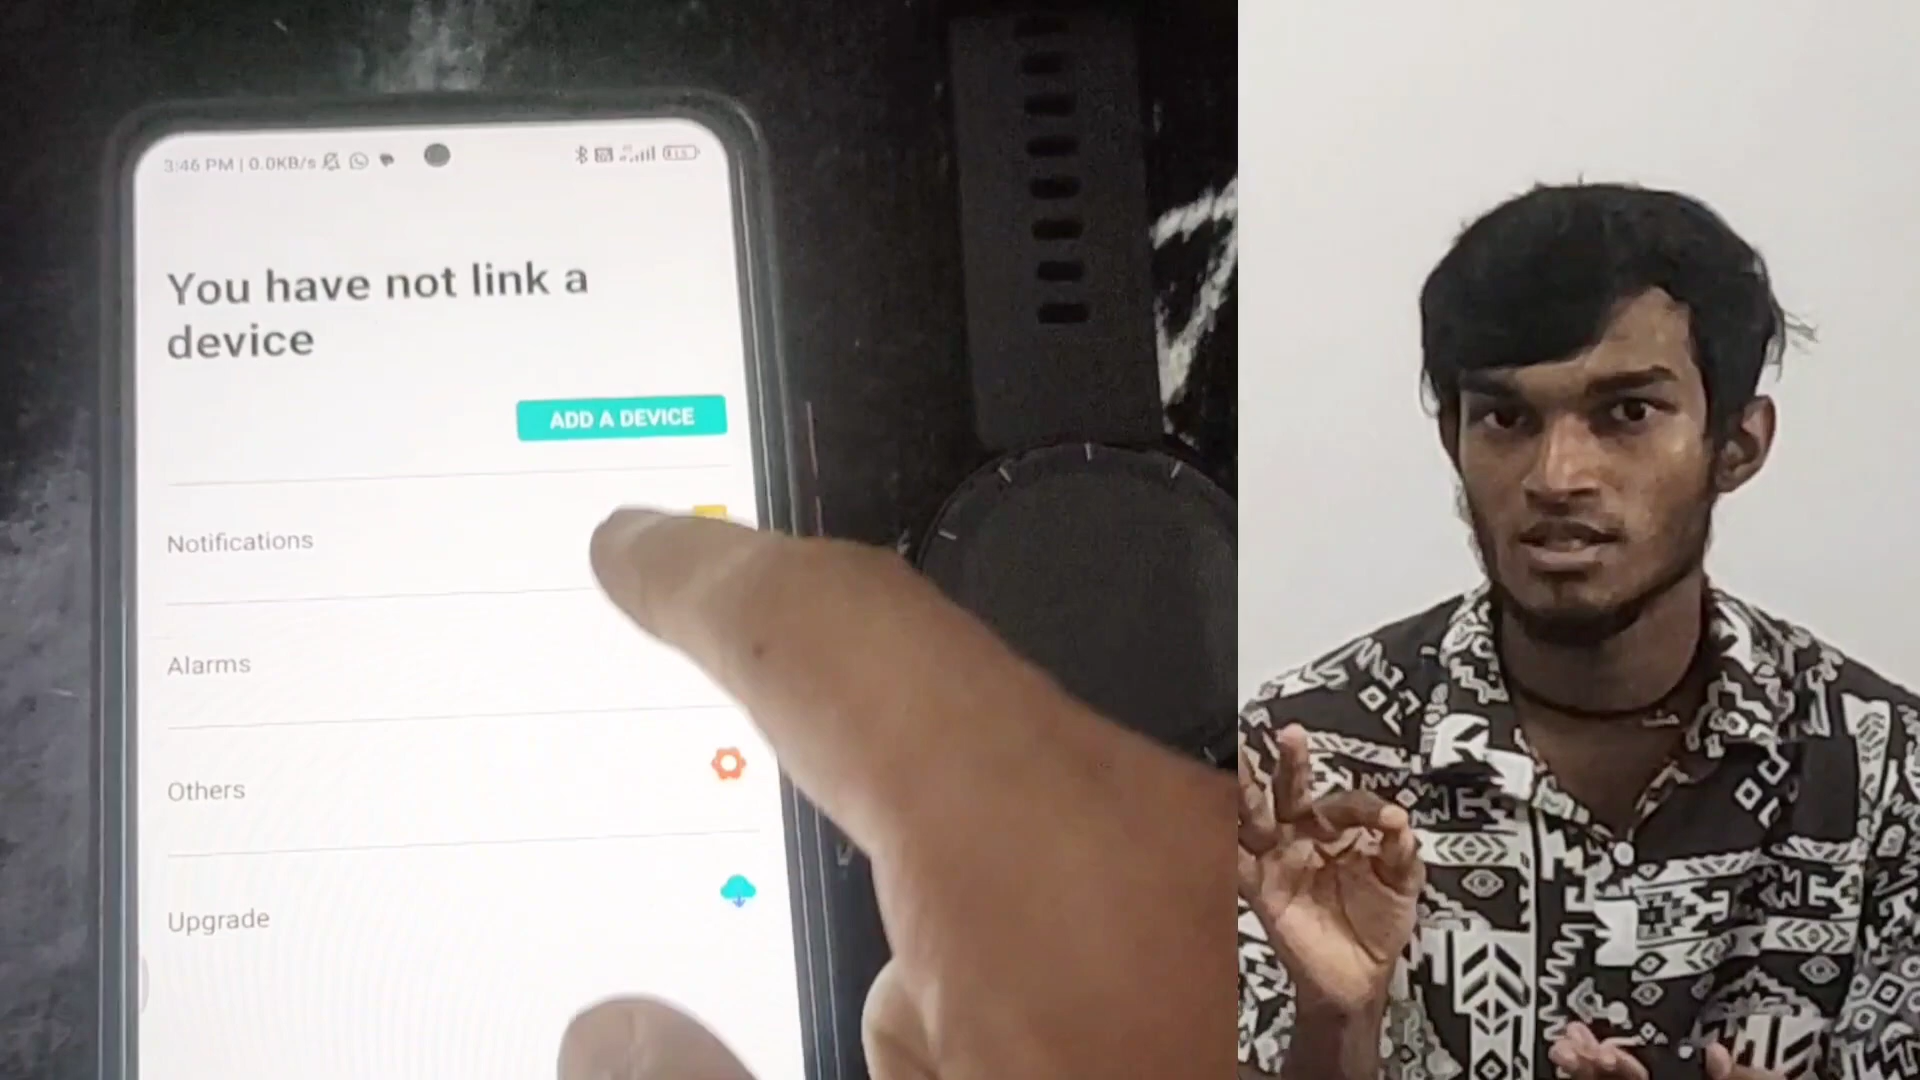 3:46 PM | 0.0KB/s
You have not link a
device
ADD A DEVICE
Notifications
Alarms
Others
Upgrade